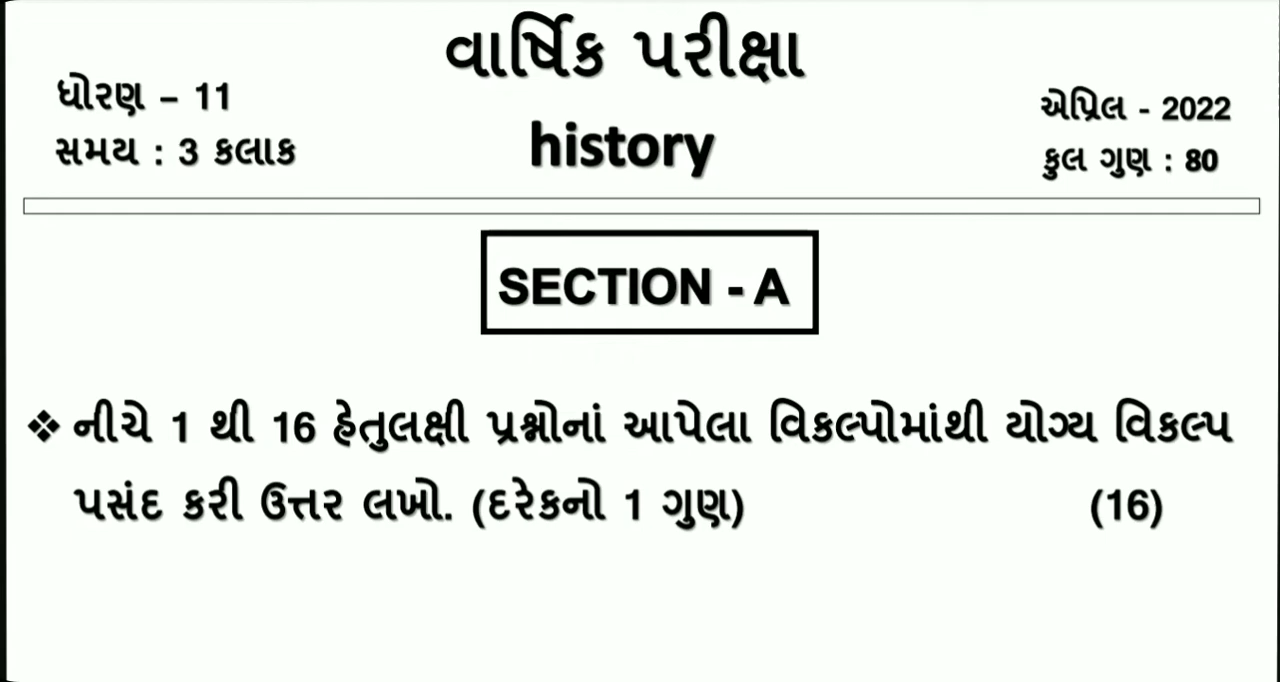 વાર્ષિક પરીક્ષા
ધોરણ – 11
એપ્રિલ - 2022
સમય : 3 કલાક
history
કુલ ગુણ : 80
SECTION - A
❖ નીચે 1 થી 16 હેતુલક્ષી પ્રશ્નોનાં આપેલા વિકલ્પોમાંથી યોગ્ય વિકલ્પ
પસંદ કરી ઉત્તર લખો. (દરેકનો 1 ગુણ) (16)